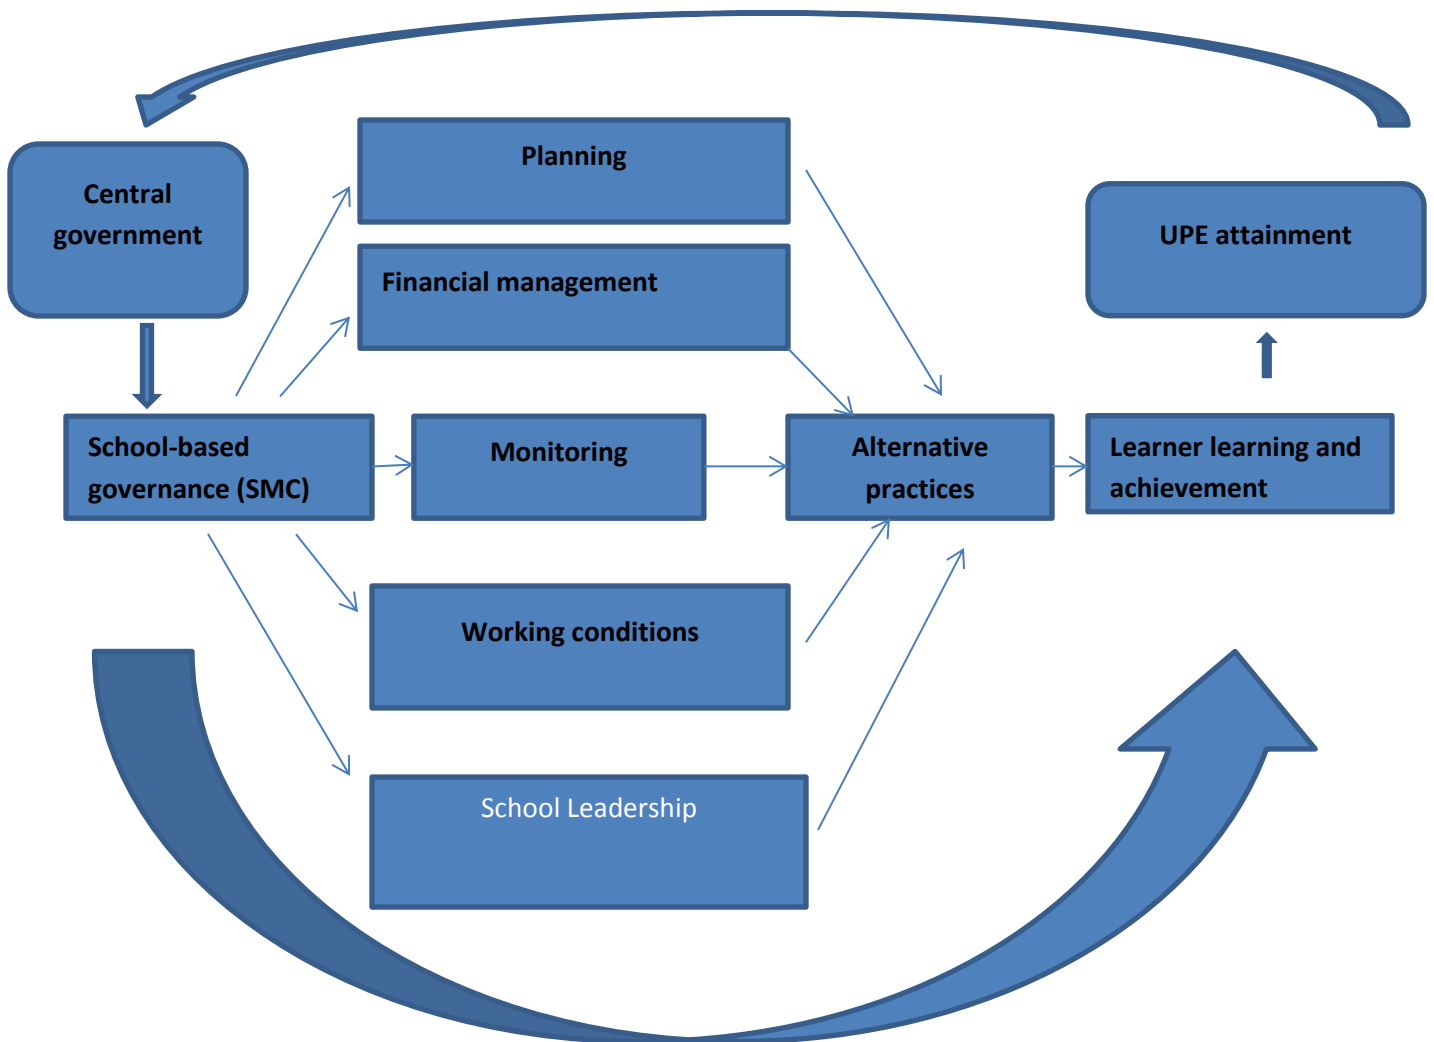 Planning
Central
government
UPE attainment
Financial management
School-based
governance (SMC)
Monitoring
Alternative
practices
Learner learning and
achievement
Working conditions
School Leadership